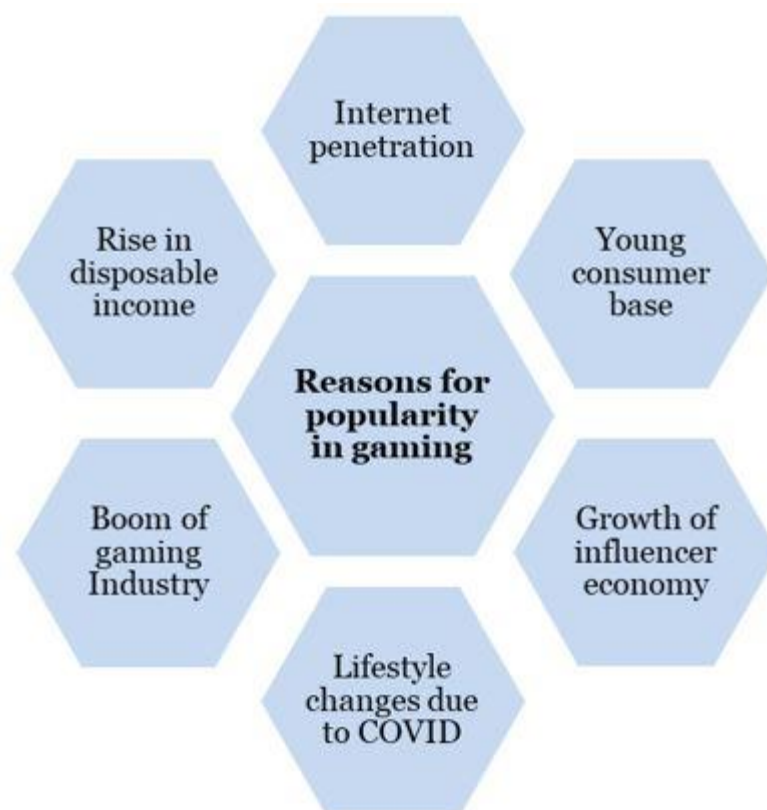 Internet
penetration
Rise in
disposable
income
Young
consumer
base
Reasons for
popularity
in gaming
Boom of
gaming
Industry
Growth of
influencer
economy
Lifestyle
changes due
to COVID